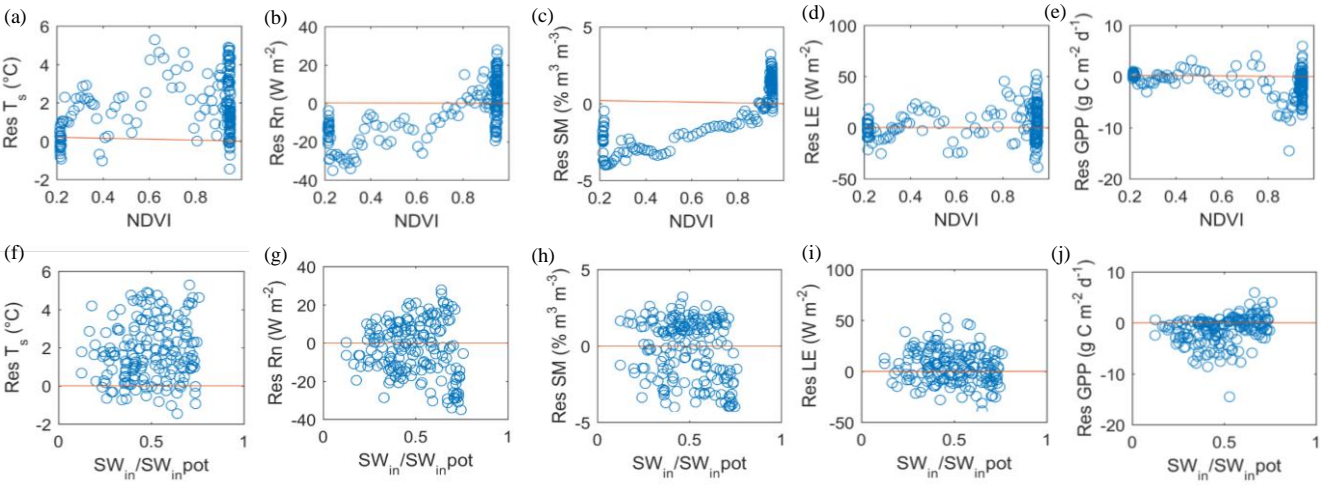 (a)
Res Tₛ (°C)
6
4
2
0
-2
0.2 0.4 0.6 0.8 1
NDVI
(b)
Res Rn (W m⁻²)
40
20
0
-20
-40
0.2 0.4 0.6 0.8
NDVI
(c)
Res SM (% m³ m⁻³)
5
0
-5
0.2 0.4 0.6 0.8
NDVI
(d)
Res LE (W m⁻²)
100
50
0
-50
0.2 0.4 0.6 0.8 1
NDVI
(e)
Res GPP (g C m⁻² d⁻¹)
10
0
-10
-20
0.2 0.4 0.6 0.8 1
NDVI
(f)
Res Tₛ (°C)
6
4
2
0
-2
0 0.5 1
SWᵢₙ/SWᵢₙpot
(g)
Res Rn (W m⁻²)
40
20
0
-20
-40
0 0.5 1
SWᵢₙ/SWᵢₙpot
(h)
Res SM (% m³ m⁻³)
5
0
-5
0 0.5 1
SWᵢₙ/SWᵢₙpot
(i)
Res LE (W m⁻²)
100
50
0
-50
0 0.5 1
SWᵢₙ/SWᵢₙpot
(j)
Res GPP (g C m⁻² d⁻¹)
10
0
-10
-20
0 0.5 1
SWᵢₙ/SWᵢₙpot